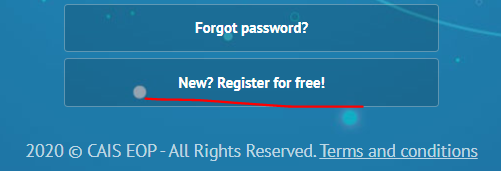 Forgot password?
New? Register for free!
2020 © CAIS EOP - All Rights Reserved. Terms and conditions